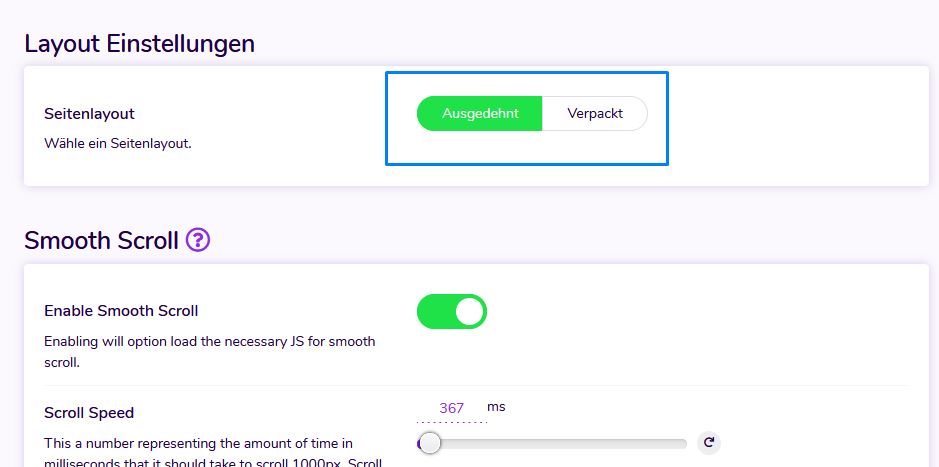 Layout Einstellungen
Seitenlayout
Ausgedehnt Verpackt
Wähle ein Seitenlayout.
Smooth Scroll ?
Enable Smooth Scroll
Enabling will option load the necessary JS for smooth
scroll.
Scroll Speed
367 ms
This a number representing the amount of time in
milliseconds that it should take to scroll 1000px. Scroll